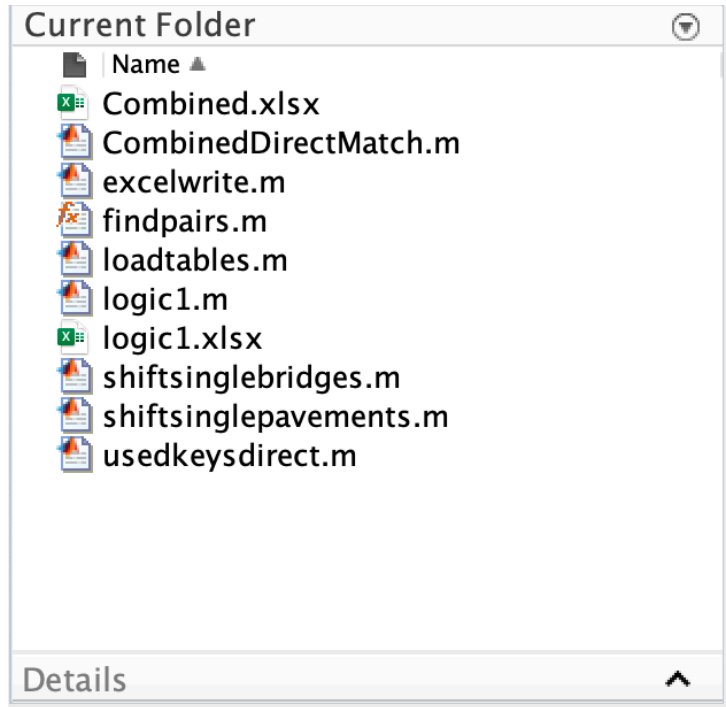 Current Folder
Name
Combined.xlsx
CombinedDirectMatch.m
excelwrite.m
findpairs.m
loadtables.m
logic1.m
logic1.xlsx
shiftsinglebridges.m
shiftsinglepavements.m
usedkeysdirect.m
Details